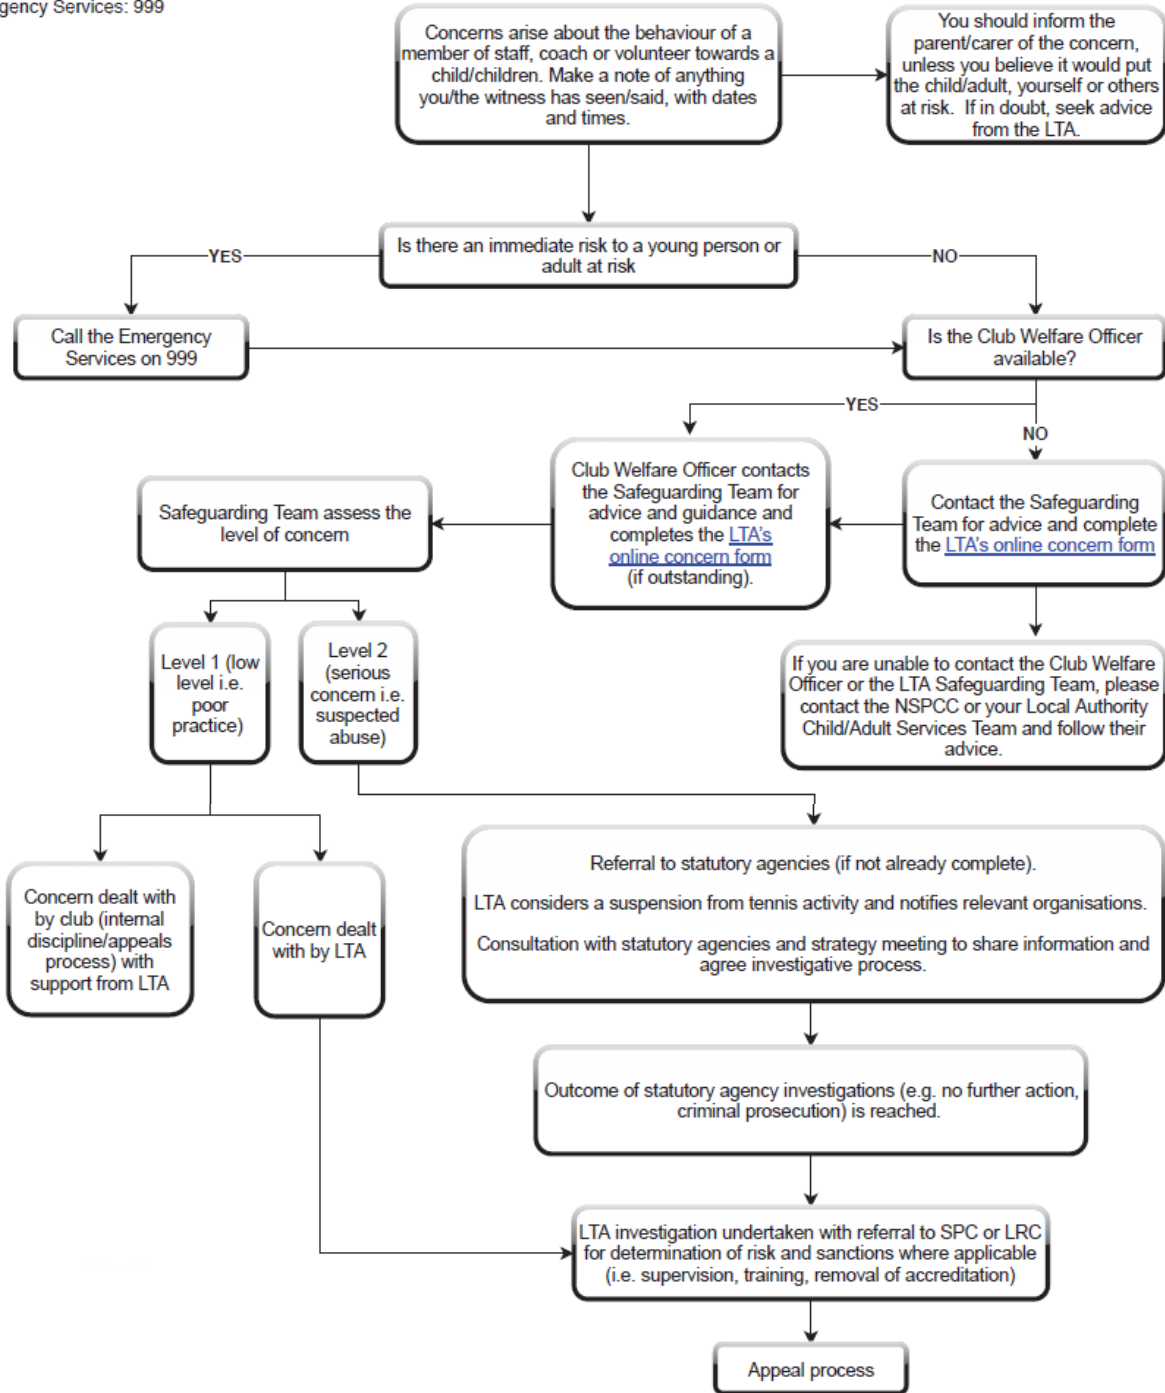 gency Services: 999
Concerns arise about the behaviour of a
member of staff, coach or volunteer towards a
child/children. Make a note of anything
you/the witness has seen/said, with dates
and times.
You should inform the
parent/carer of the concern,
unless you believe it would put
the child/adult, yourself or others
at risk.  If in doubt, seek advice
from the LTA.
Is there an immediate risk to a young person or
adult at risk
YES
NO
Call the Emergency
Services on 999
Is the Club Welfare Officer
available?
YES
NO
Safeguarding Team assess the
level of concern
Club Welfare Officer contacts
the Safeguarding Team for
advice and guidance and
completes the LTA's
online concern form
(if outstanding).
Contact the Safeguarding
Team for advice and complete
the LTA's online concern form
Level 1 (low
level i.e.
poor
practice)
Level 2
(serious
concern i.e.
suspected
abuse)
If you are unable to contact the Club Welfare
Officer or the LTA Safeguarding Team, please
contact the NSPCC or your Local Authority
Child/Adult Services Team and follow their
advice.
Concern dealt with
by club (internal
discipline/appeals
process) with
support from LTA
Concern dealt
with by LTA
Referral to statutory agencies (if not already complete).
LTA considers a suspension from tennis activity and notifies relevant organisations.
Consultation with statutory agencies and strategy meeting to share information and
agree investigative process.
Outcome of statutory agency investigations (e.g. no further action,
criminal prosecution) is reached.
LTA investigation undertaken with referral to SPC or LRC
for determination of risk and sanctions where applicable
(i.e. supervision, training, removal of accreditation)
Appeal process